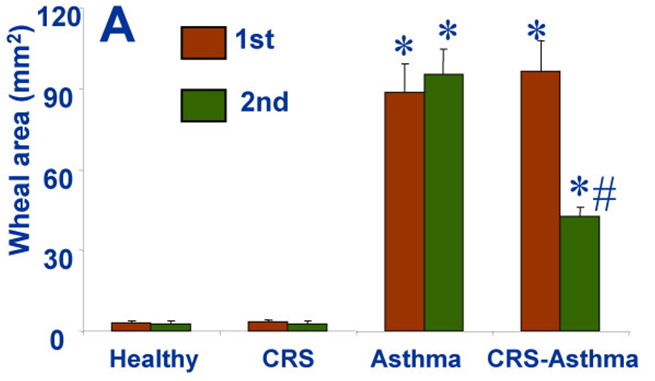 A
1st
2nd
Wheal area (mm²)
120
90
60
30
0
* * * *#
Healthy CRS Asthma CRS-Asthma